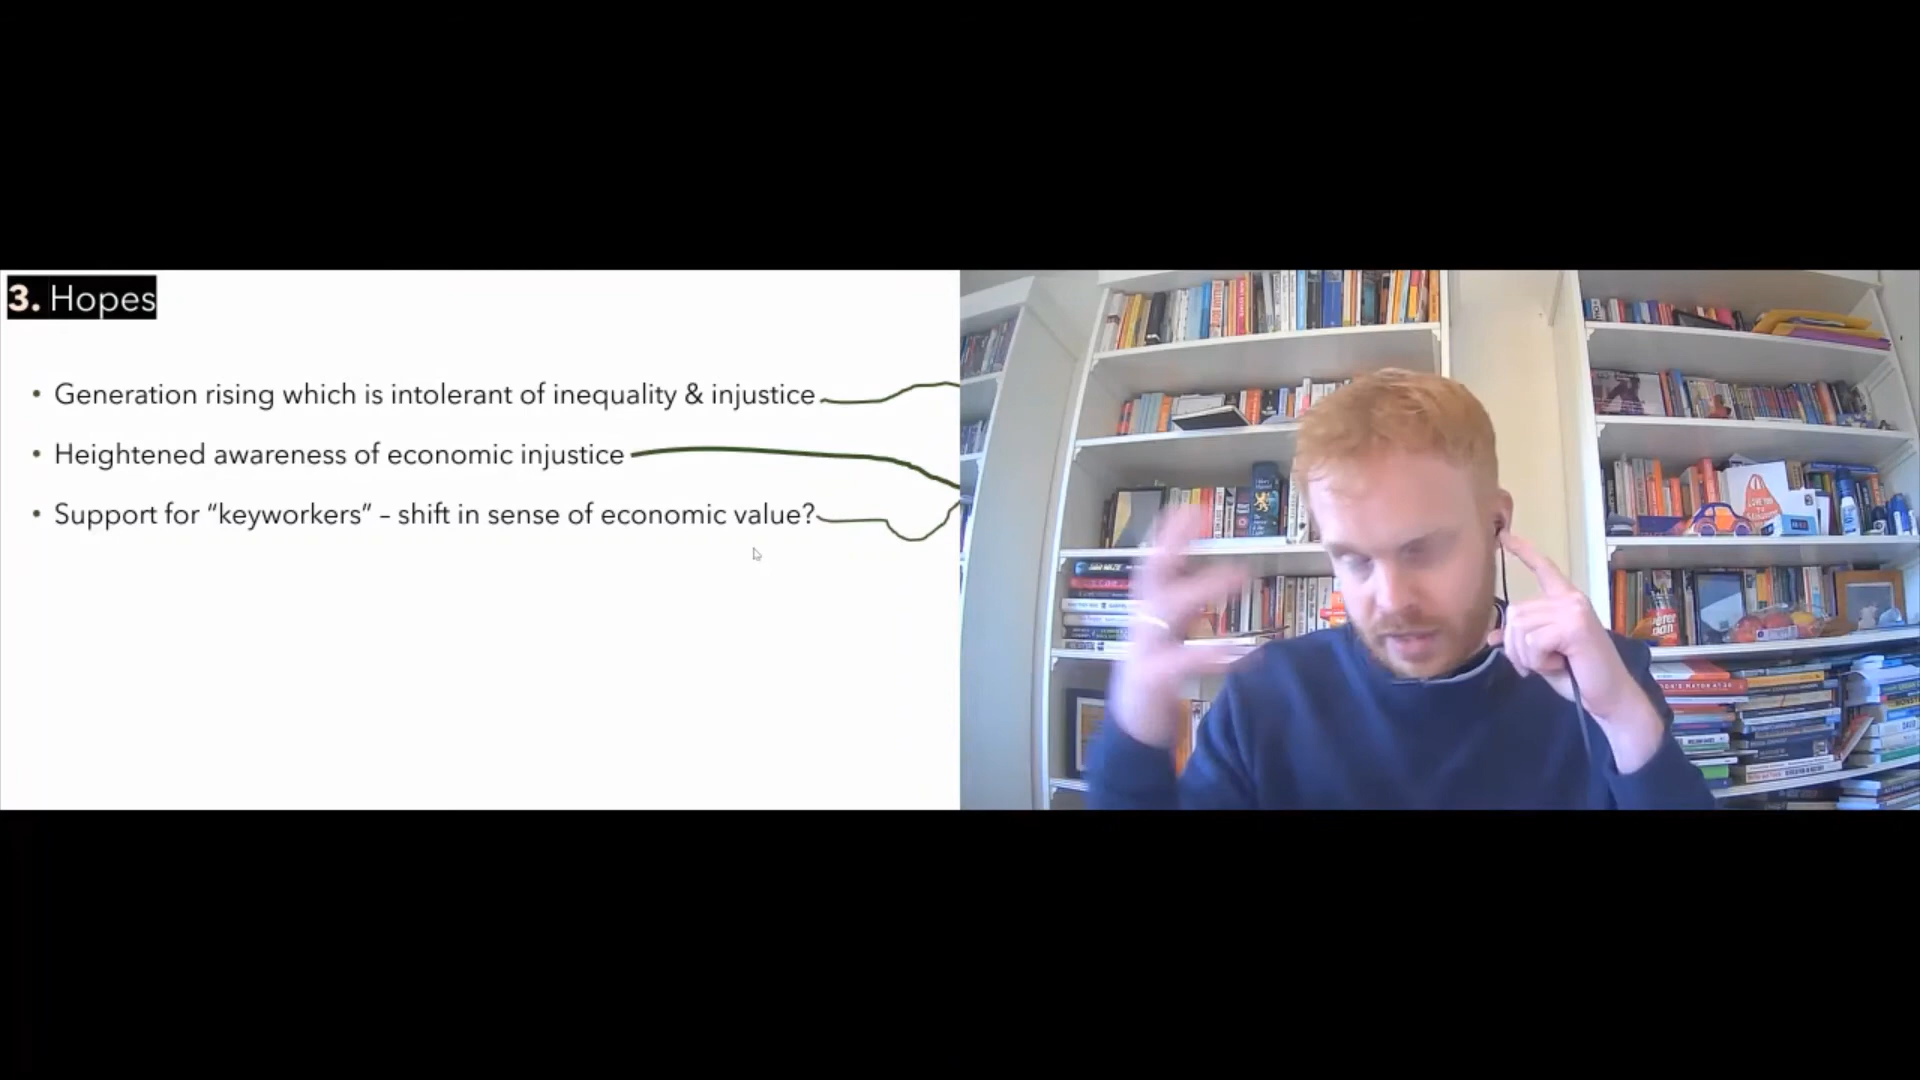 3. Hopes
• Generation rising which is intolerant of inequality & injustice
• Heightened awareness of economic injustice
• Support for “keyworkers” – shift in sense of economic value?